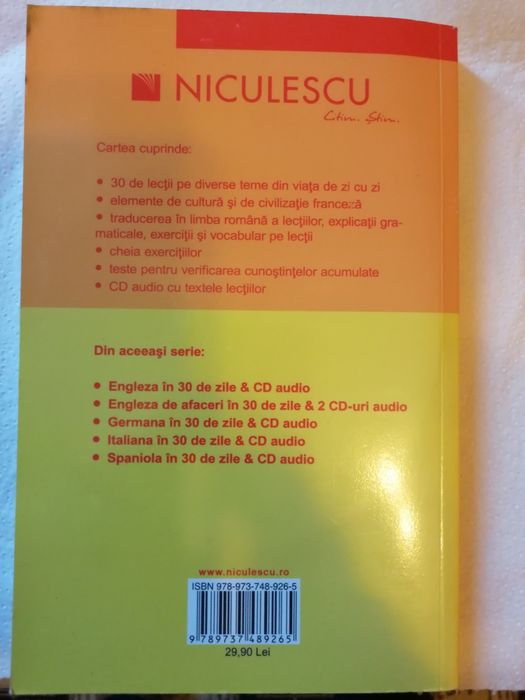 NICULESCU
Citim. Știm.
Cartea cuprinde:
• 30 de lecții pe diverse teme din viața de zi cu zi
• elemente de cultură și de civilizație franceză
• traducerea în limba română a lecțiilor, explicații gra-
maticale, exerciții și vocabular pe lecții
• cheia exercițiilor
• teste pentru verificarea cunoștințelor acumulate
• CD audio cu textele lecțiilor
Din aceeași serie:
• Engleza în 30 de zile & CD audio
• Engleza de afaceri în 30 de zile & 2 CD-uri audio
• Germana în 30 de zile & CD audio
• Italiana în 30 de zile & CD audio
• Spaniola în 30 de zile & CD audio
www.niculescu.ro
ISBN 978-973-748-926-5
9 789737 489265
29,90 Lei